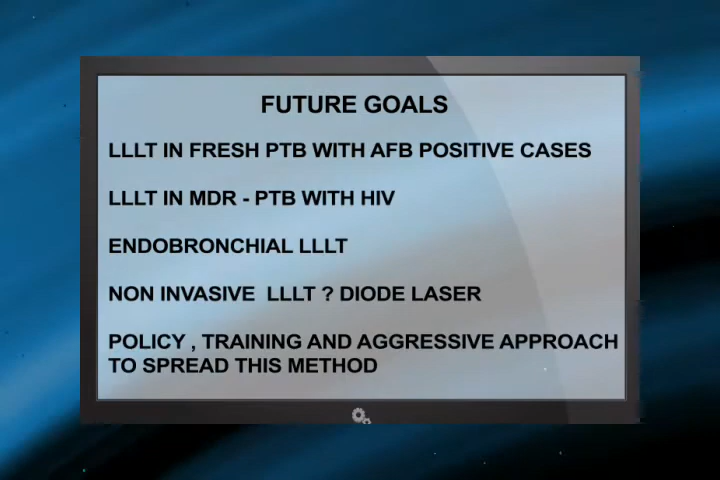 FUTURE GOALS
LLLT IN FRESH PTB WITH AFB POSITIVE CASES
LLLT IN MDR - PTB WITH HIV
ENDOBRONCHIAL LLLT
NON INVASIVE LLLT ? DIODE LASER
POLICY , TRAINING AND AGGRESSIVE APPROACH
TO SPREAD THIS METHOD